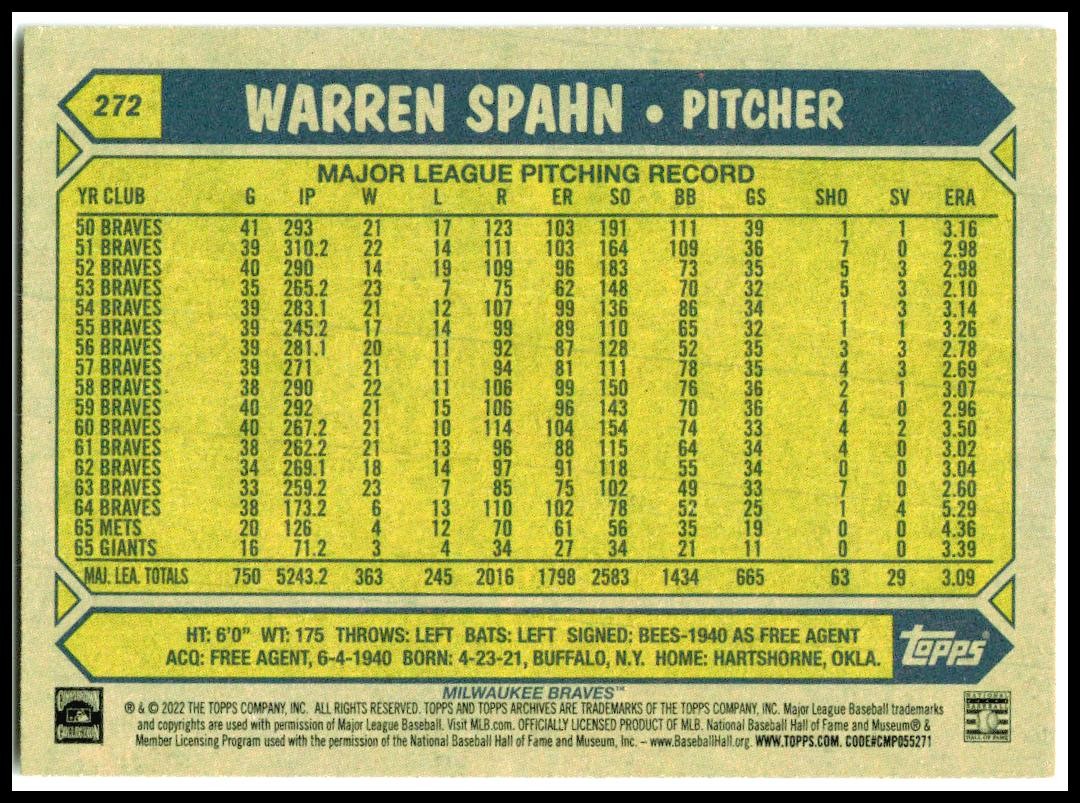 272 WARREN SPAHN • PITCHER
MAJOR LEAGUE PITCHING RECORD
YR CLUB G IP W L R ER SO BB GS SHO SV ERA
50 BRAVES 41 293 21 17 123 103 191 111 39 1 1 3.16
51 BRAVES 39 310.2 22 14 111 103 164 109 36 7 0 2.98
52 BRAVES 40 290 14 19 109 96 183 73 35 5 3 2.98
53 BRAVES 35 265.2 23 7 75 62 148 70 32 5 3 2.10
54 BRAVES 39 283.1 21 12 107 99 136 86 34 1 3 3.14
55 BRAVES 39 245.2 17 14 99 89 110 65 32 1 1 3.26
56 BRAVES 39 281.1 20 11 92 87 128 52 35 3 3 2.78
57 BRAVES 39 271 21 11 94 81 111 78 35 4 3 2.69
58 BRAVES 38 290 22 11 106 99 150 76 36 2 1 3.07
59 BRAVES 40 292 21 15 106 96 143 70 36 4 0 2.96
60 BRAVES 40 267.2 21 10 114 104 154 74 33 4 2 3.50
61 BRAVES 38 262.2 21 13 96 88 115 64 34 4 0 3.02
62 BRAVES 34 269.1 18 14 97 91 118 55 34 0 0 3.04
63 BRAVES 33 259.2 23 7 85 75 102 49 33 7 0 2.60
64 BRAVES 38 173.2 6 13 110 102 78 52 25 1 4 5.29
65 METS 20 126 4 12 70 61 56 35 19 0 0 4.36
65 GIANTS 16 71.2 3 4 34 27 34 21 11 0 0 3.39
MAJ. LEA. TOTALS 750 5243.2 363 245 2016 1798 2583 1434 665 63 29 3.09
HT: 6'0" WT: 175 THROWS: LEFT BATS: LEFT SIGNED: BEES-1940 AS FREE AGENT
ACQ: FREE AGENT, 6-4-1940 BORN: 4-23-21, BUFFALO, N.Y. HOME: HARTSHORNE, OKLA.
topps®
MILWAUKEE BRAVES™
® & © 2022 THE TOPPS COMPANY, INC. ALL RIGHTS RESERVED. TOPPS AND TOPPS ARCHIVES ARE TRADEMARKS OF THE TOPPS COMPANY, INC. Major League Baseball trademarks
and copyrights are used with permission of Major League Baseball. Visit MLB.com. OFFICIALLY LICENSED PRODUCT OF MLB. National Baseball Hall of Fame and Museum® &
Member Licensing Program used with the permission of the National Baseball Hall of Fame and Museum, Inc. – www.BaseballHall.org. WWW.TOPPS.COM. CODE#CMP055271
COOPERSTOWN
COLLECTION
NATIONAL
BASEBALL
HALL OF FAME